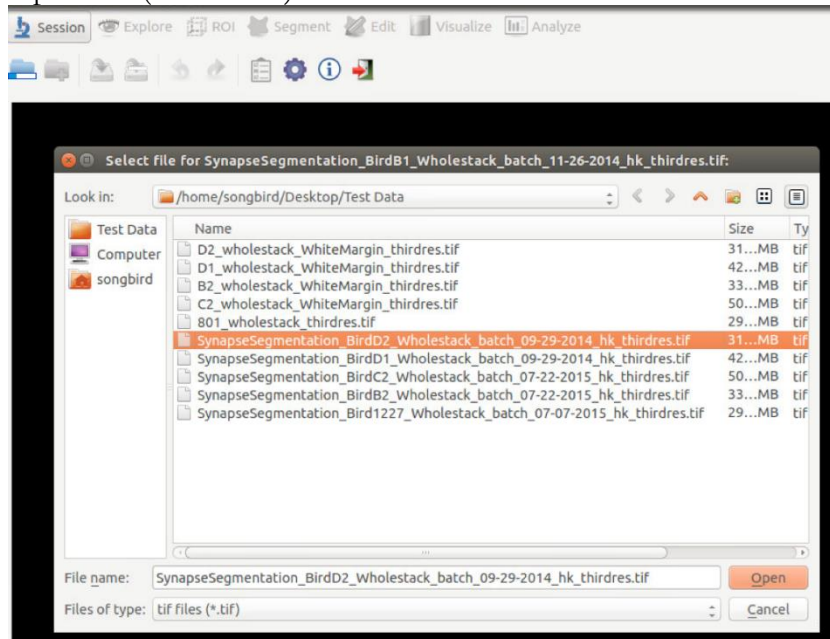 Session Explore ROI Segment Edit Visualize Analyze
Select file for SynapseSegmentation_BirdB1_Wholestack_batch_11-26-2014_hk_thirdres.tif:
Look in: /home/songbird/Desktop/Test Data
Test Data
Computer
songbird
Name Size Ty
D2_wholestack_WhiteMargin_thirdres.tif 31...MB tif
D1_wholestack_WhiteMargin_thirdres.tif 42...MB tif
B2_wholestack_WhiteMargin_thirdres.tif 33...MB tif
C2_wholestack_WhiteMargin_thirdres.tif 50...MB tif
801_wholestack_thirdres.tif 29...MB tif
SynapseSegmentation_BirdD2_Wholestack_batch_09-29-2014_hk_thirdres.tif 31...MB tif
SynapseSegmentation_BirdD1_Wholestack_batch_09-29-2014_hk_thirdres.tif 42...MB tif
SynapseSegmentation_BirdC2_Wholestack_batch_07-22-2015_hk_thirdres.tif 50...MB tif
SynapseSegmentation_BirdB2_Wholestack_batch_07-22-2015_hk_thirdres.tif 33...MB tif
SynapseSegmentation_Bird1227_Wholestack_batch_07-07-2015_hk_thirdres.tif 29...MB tif
File name: SynapseSegmentation_BirdD2_Wholestack_batch_09-29-2014_hk_thirdres.tif Open
Files of type: tif files (*.tif) Cancel